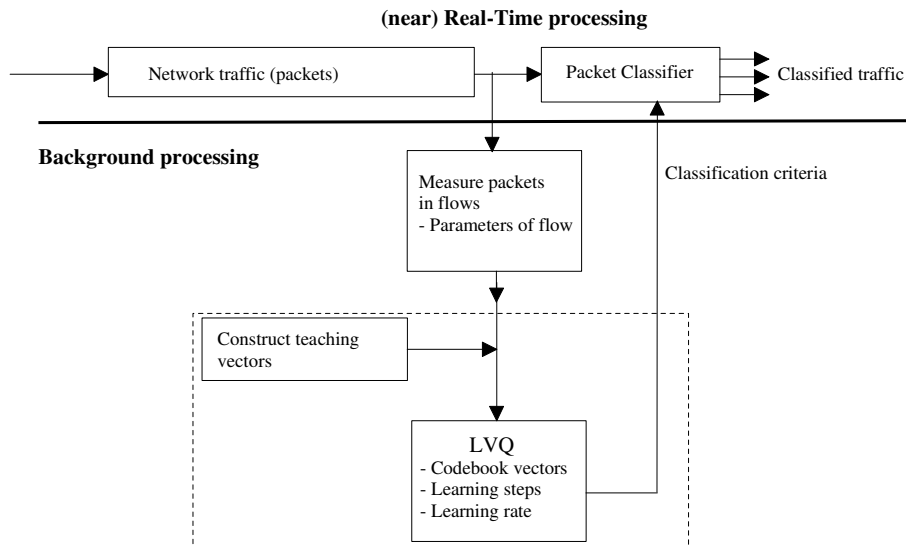 (near) Real-Time processing
Network traffic (packets)
Packet Classifier
Classified traffic
Background processing
Measure packets
in flows
- Parameters of flow
Classification criteria
Construct teaching
vectors
LVQ
- Codebook vectors
- Learning steps
- Learning rate